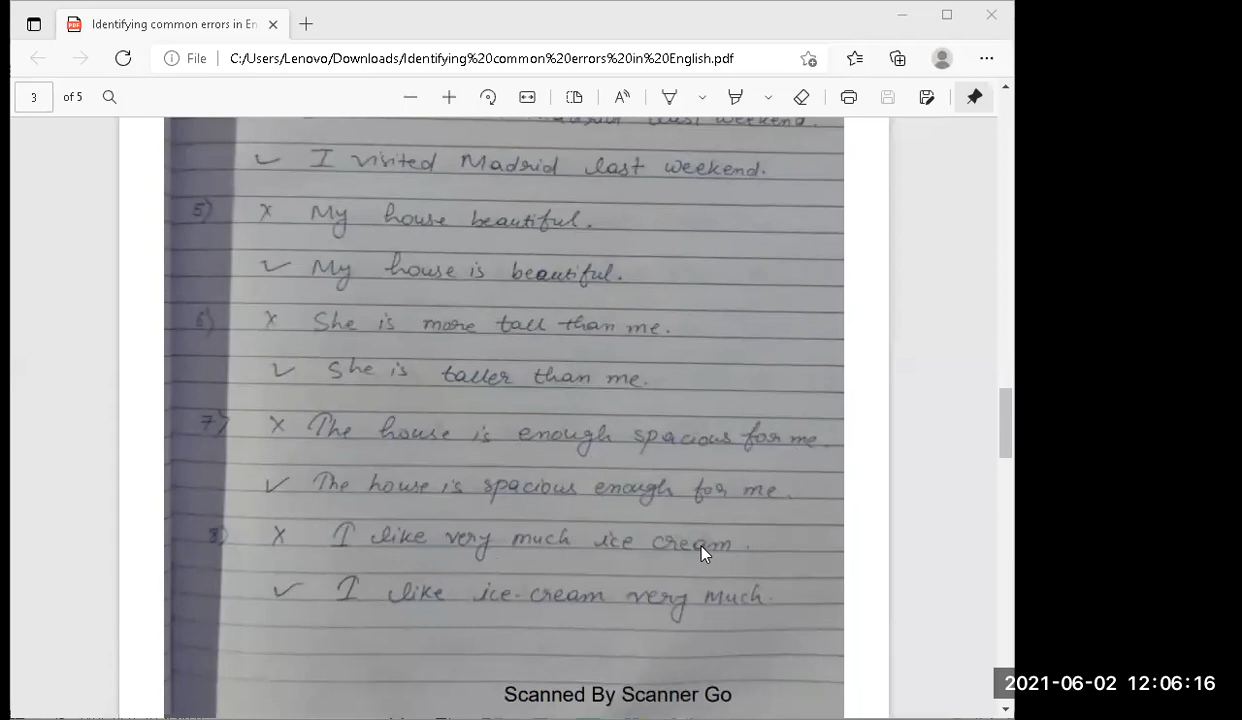 Identifying common errors in En
File
C:/Users/Lenovo/Downloads/Identifying%20common%20errors%20in%20English.pdf
3 of 5
last weekend.
✓ I visited Madrid last weekend.
5) x My house beautiful.
✓ My house is beautiful.
6) x She is more tall than me.
✓ She is taller than me.
7) x The house is enough spacious for me.
✓ The house is spacious enough for me.
8) x I like very much ice cream.
✓ I like ice-cream very much.
Scanned By Scanner Go
2021-06-02 12:06:16